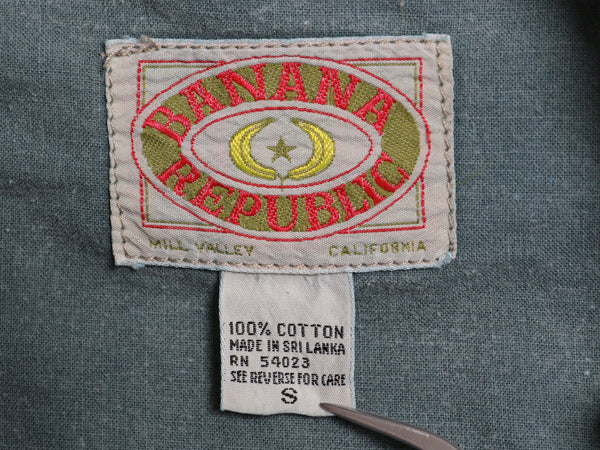 BANANA
REPUBLIC
MILL VALLEY CALIFORNIA
100% COTTON
MADE IN SRI LANKA
RN 54023
SEE REVERSE FOR CARE
S